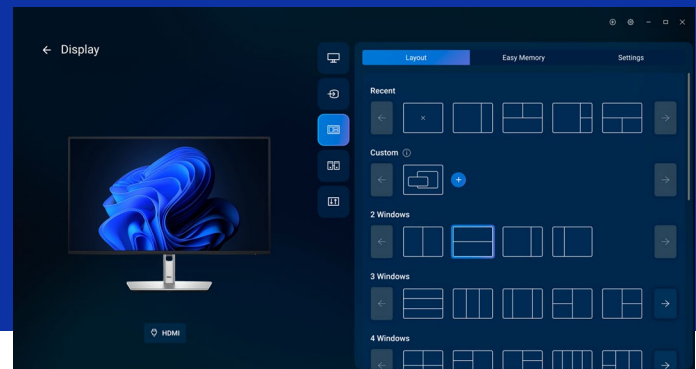 Display
Layout
Easy Memory
Settings
Recent
Custom
2 Windows
3 Windows
4 Windows
HDMI